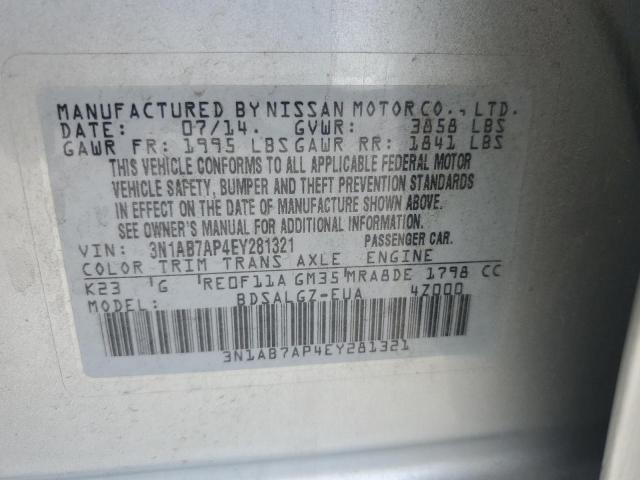 MANUFACTURED BY NISSAN MOTOR CO., LTD.
DATE: 07/14. GVWR: 3858 LBS
GAWR FR: 1995 LBS GAWR RR: 1841 LBS
THIS VEHICLE CONFORMS TO ALL APPLICABLE FEDERAL MOTOR
VEHICLE SAFETY, BUMPER AND THEFT PREVENTION STANDARDS
IN EFFECT ON THE DATE OF MANUFACTURE SHOWN ABOVE.
SEE OWNER'S MANUAL FOR ADDITIONAL INFORMATION.
VIN: 3N1AB7AP4EY281321 PASSENGER CAR.
COLOR TRIM TRANS AXLE ENGINE
K23 'G 'RE0F11A GM35 'MRA8DE 1798 CC
MODEL: BDSALGZ-EUA 4Z000
3N1AB7AP4EY281321